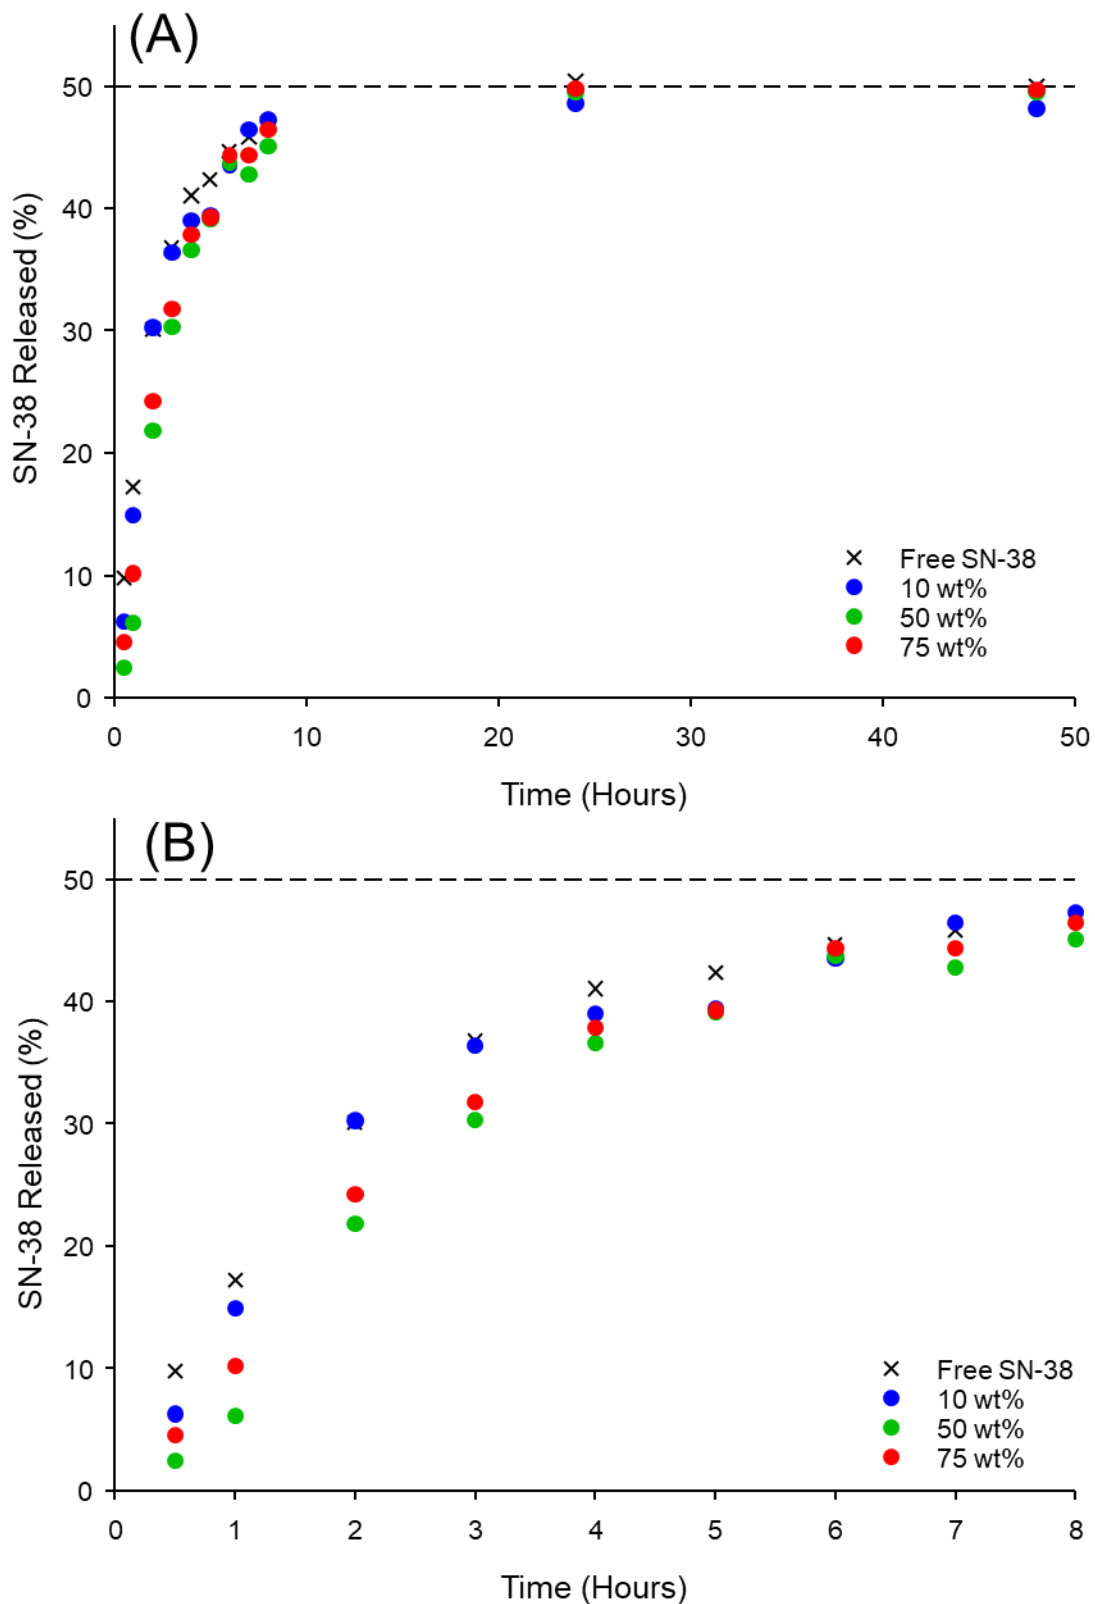 (A)
50
40
30
20
10
0
SN-38 Released (%)
Free SN-38
10 wt%
50 wt%
75 wt%
0 10 20 30 40 50
Time (Hours)
(B)
50
40
30
20
10
0
SN-38 Released (%)
Free SN-38
10 wt%
50 wt%
75 wt%
0 1 2 3 4 5 6 7 8
Time (Hours)